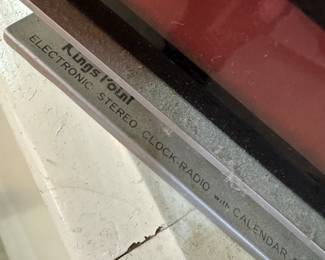 Kings Point
ELECTRONIC STEREO CLOCK-RADIO with CALENDAR